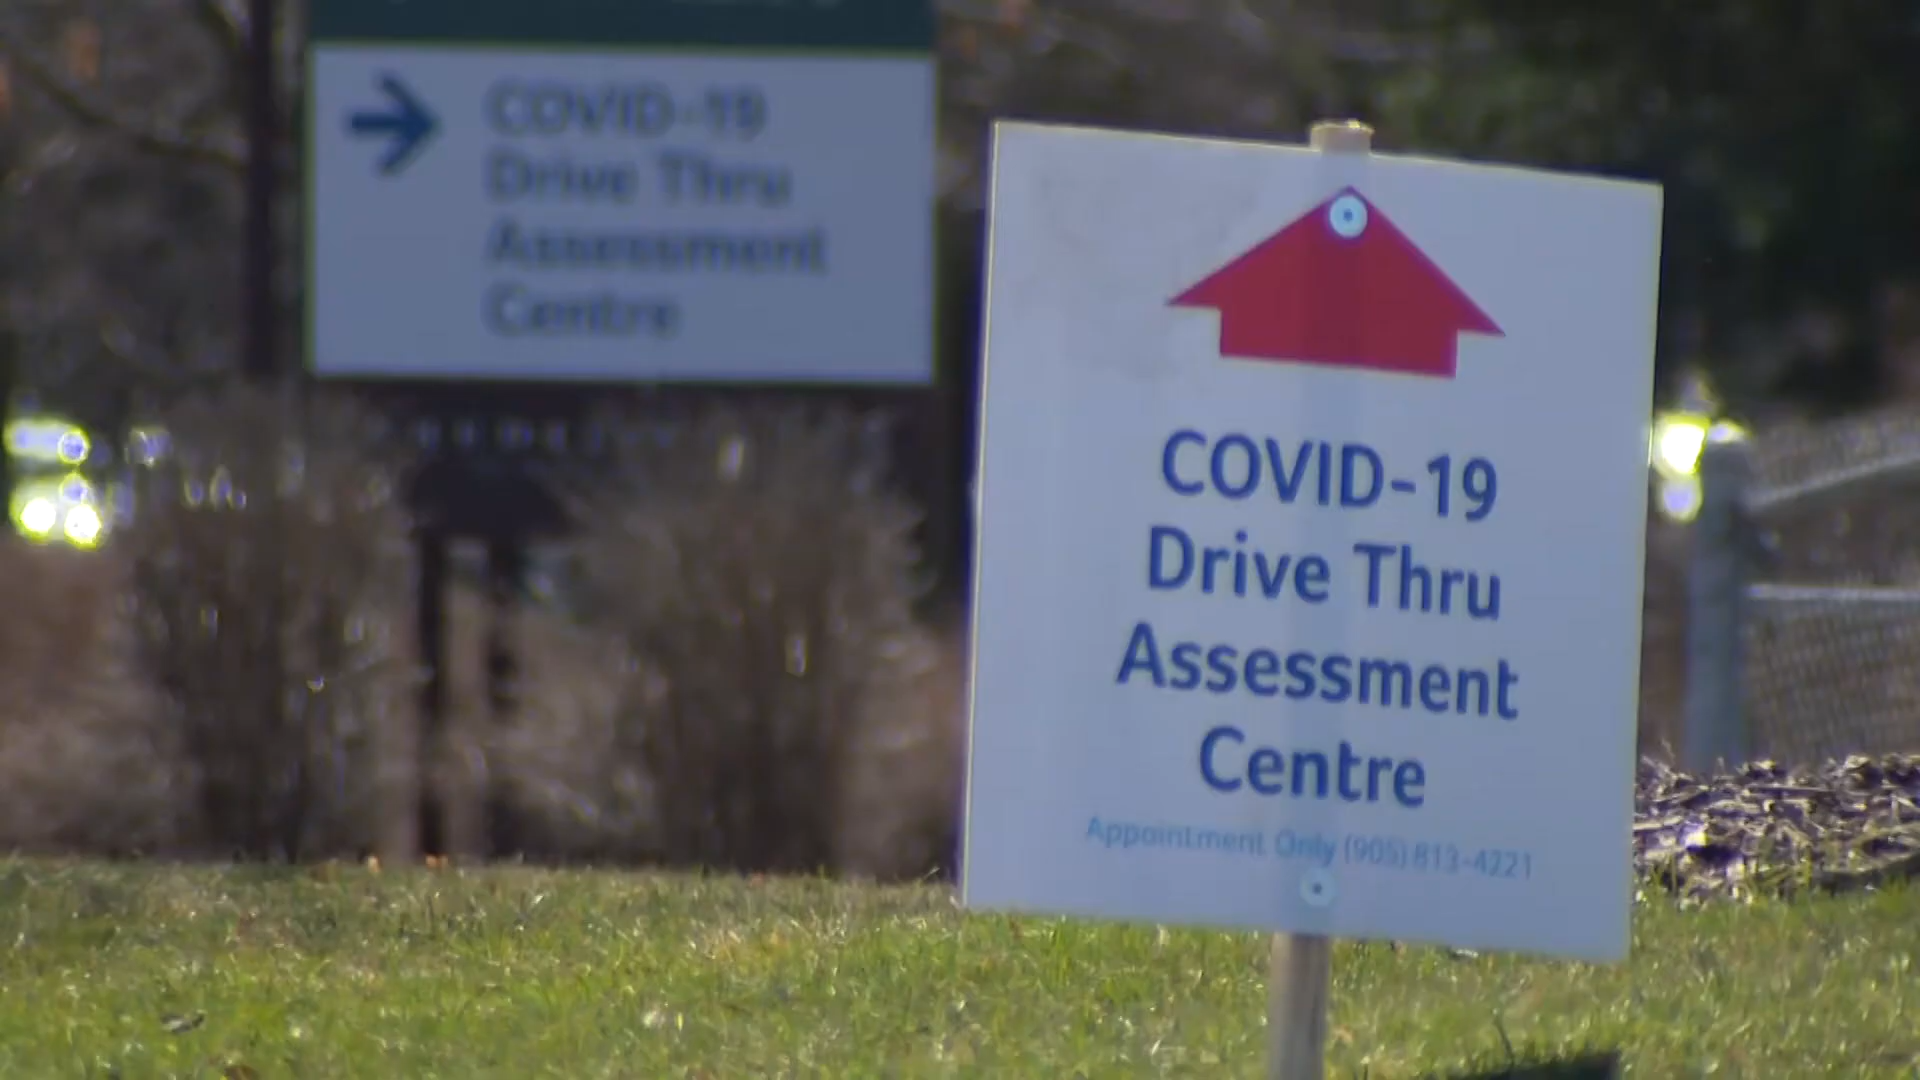 COVID-19
Drive Thru
Assessment
Centre
COVID-19
Drive Thru
Assessment
Centre
Appointment Only (905) 813-4221